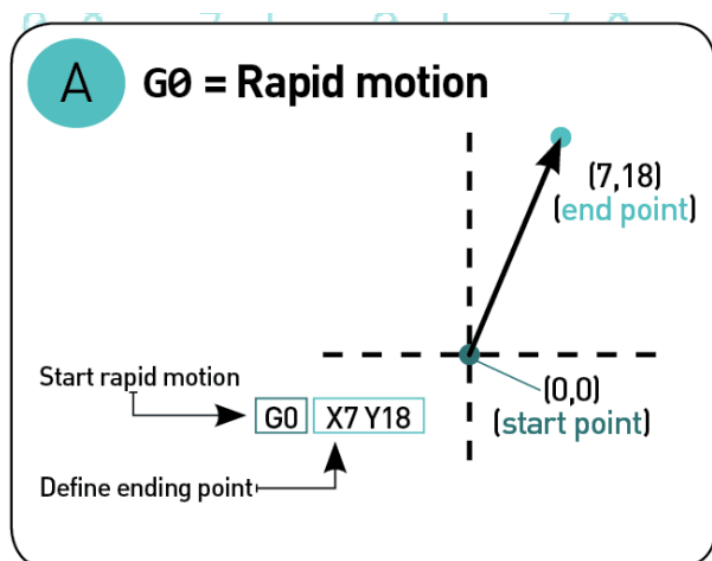 A
G0 = Rapid motion
(7,18)
(end point)
Start rapid motion
(0,0)
G0 X7 Y18
(start point)
Define ending point